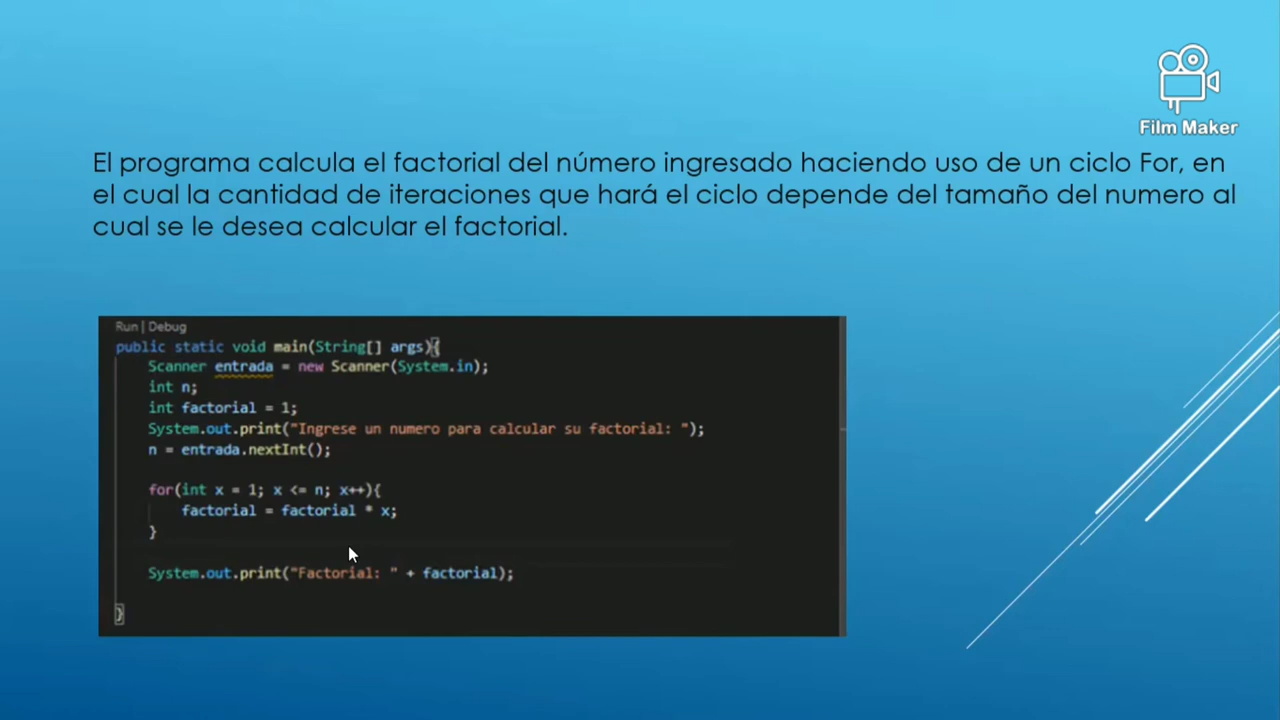 Film Maker
El programa calcula el factorial del número ingresado haciendo uso de un ciclo For, en
el cual la cantidad de iteraciones que hará el ciclo depende del tamaño del numero al
cual se le desea calcular el factorial.
Run | Debug
public static void main(String[] args){
Scanner entrada = new Scanner(System.in);
int n;
int factorial = 1;
System.out.print("Ingrese un numero para calcular su factorial: ");
n = entrada.nextInt();
for(int x = 1; x <= n; x++){
factorial = factorial * x;
}
System.out.print("Factorial: " + factorial);
}